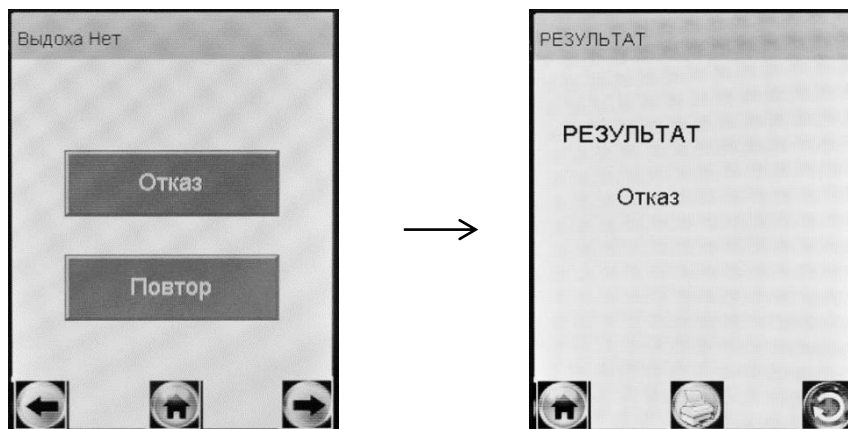 Выдоха Нет
Отказ
Повтор
РЕЗУЛЬТАТ
РЕЗУЛЬТАТ
Отказ